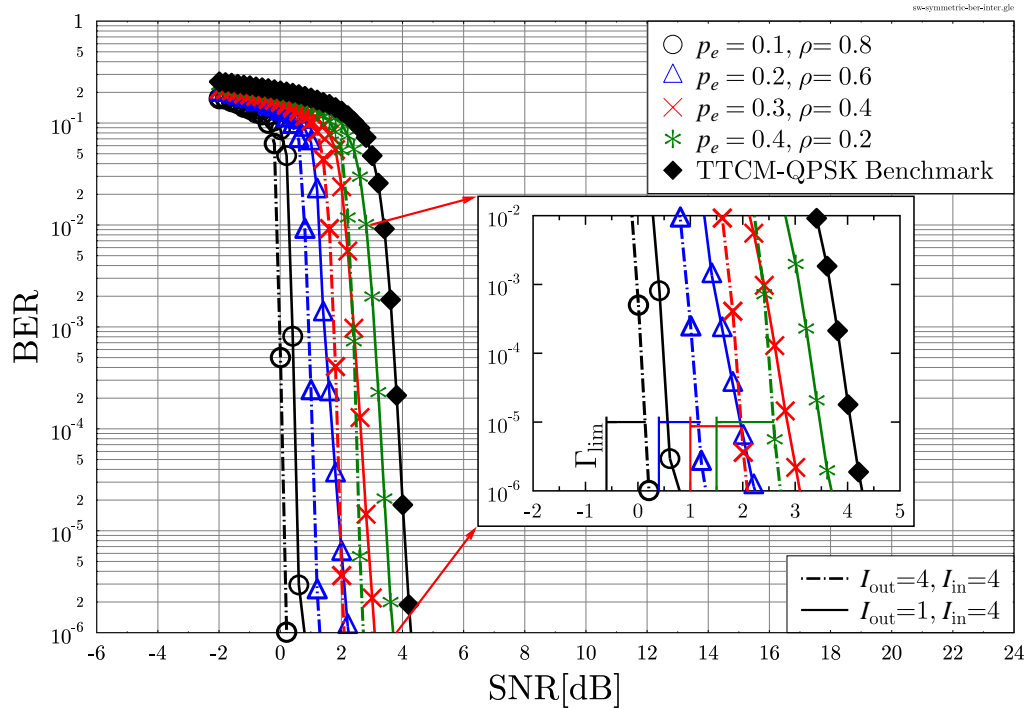 sw-symmetric-ber-inter.gle
p_e = 0.1, ρ= 0.8
p_e = 0.2, ρ= 0.6
p_e = 0.3, ρ= 0.4
p_e = 0.4, ρ= 0.2
TTCM-QPSK Benchmark
BER
1
5
2
10^-1
5
2
10^-2
5
2
10^-3
5
2
10^-4
5
2
10^-5
5
2
10^-6
-6 -4 -2 0 2 4 6 8 10 12 14 16 18 20 22 24
SNR[dB]
10^-2
10^-3
10^-4
10^-5
10^-6
Γ_lim
-2 -1 0 1 2 3 4 5
I_out=4, I_in=4
I_out=1, I_in=4